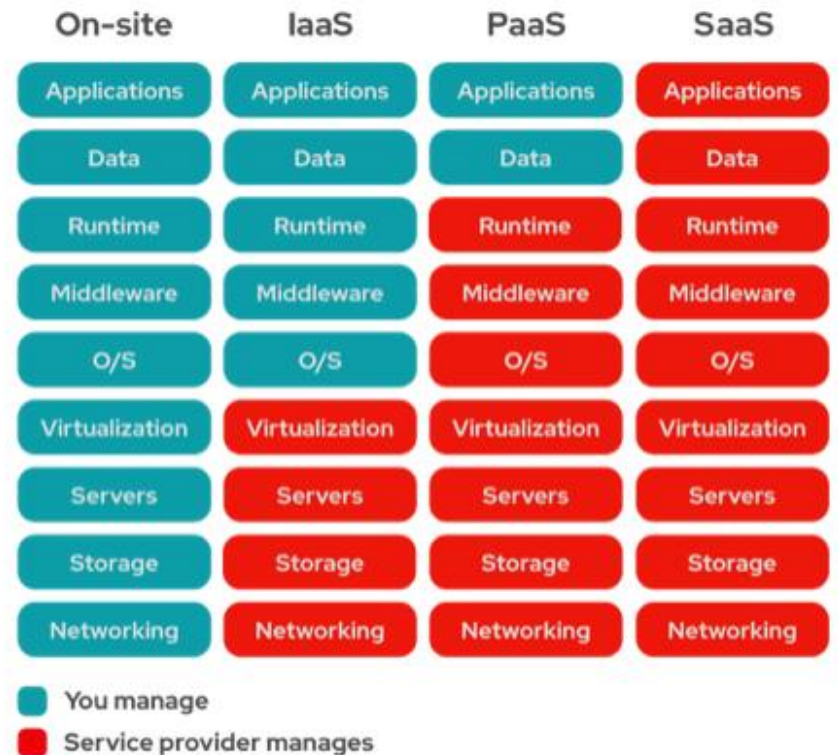 On-site IaaS PaaS SaaS
Applications Applications Applications Applications
Data Data Data Data
Runtime Runtime Runtime Runtime
Middleware Middleware Middleware Middleware
O/S O/S O/S O/S
Virtualization Virtualization Virtualization Virtualization
Servers Servers Servers Servers
Storage Storage Storage Storage
Networking Networking Networking Networking
You manage
Service provider manages